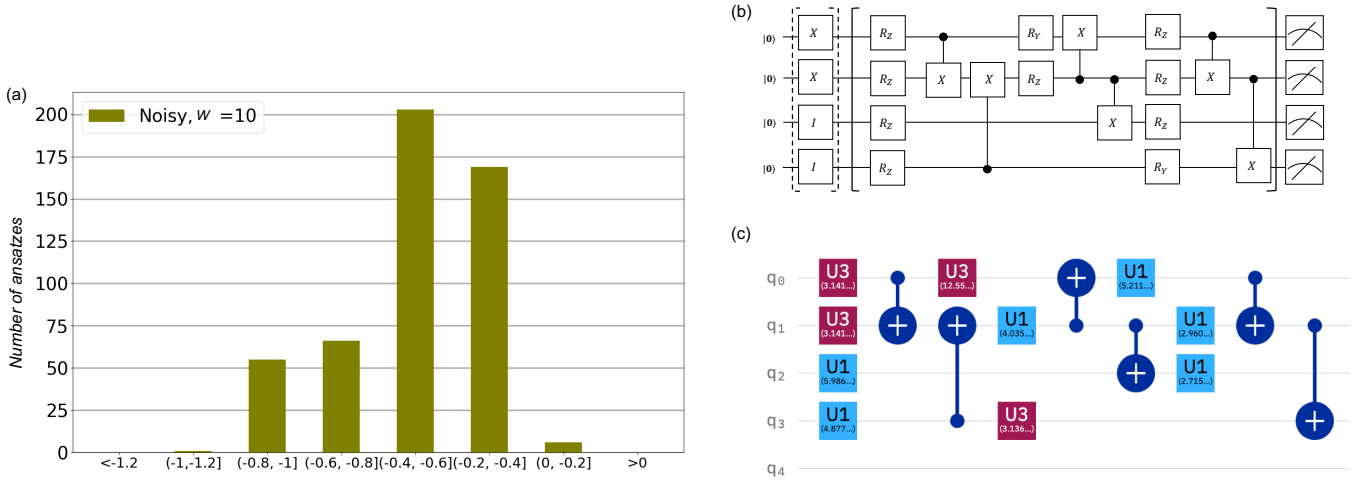 (a)
Number of ansatzes
200
175
150
125
100
75
50
25
0
Noisy, w =10
<-1.2
(-1,-1.2]
(-0.8, -1]
(-0.6, -0.8]
(-0.4, -0.6]
(-0.2, -0.4]
(0, -0.2]
>0
(b)
|0⟩ X R_Z R_Y X R_Z
|0⟩ X R_Z X X R_Z R_Z X
|0⟩ I R_Z X R_Z
|0⟩ I R_Z R_Y X
(c)
q0 U3 (3.141...) U3 (12.55...) U1 (5.211...)
q1 U3 (3.141...) U1 (4.035...) U1 (2.960...)
q2 U1 (5.986...) U1 (2.715...)
q3 U1 (4.877...) U3 (3.136...)
q4